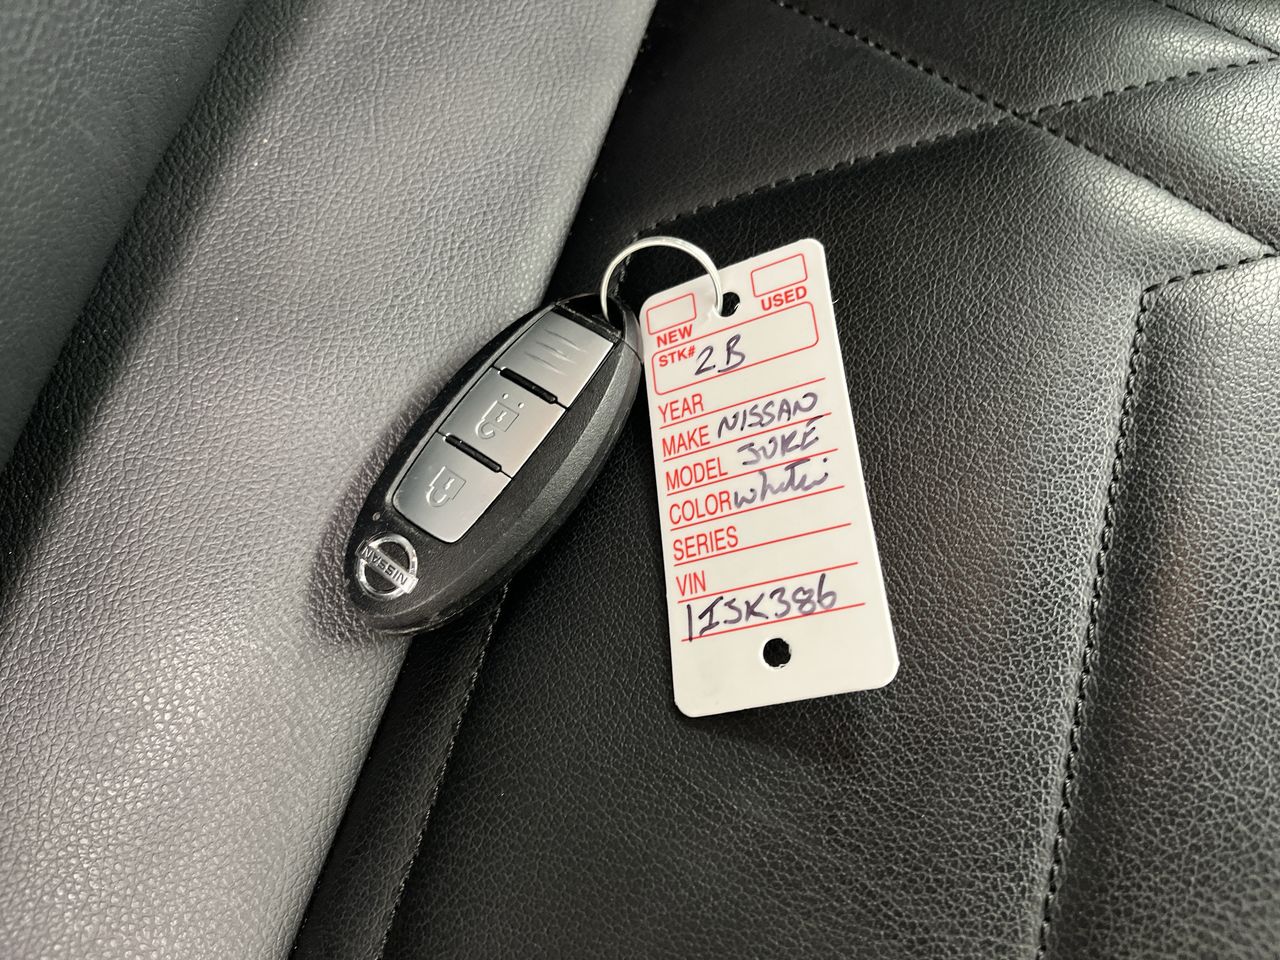 NEW USED
STK# 2B
YEAR
MAKE NISSAN
MODEL JUKE
COLOR White
SERIES
VIN
1ISK386
NISSAN